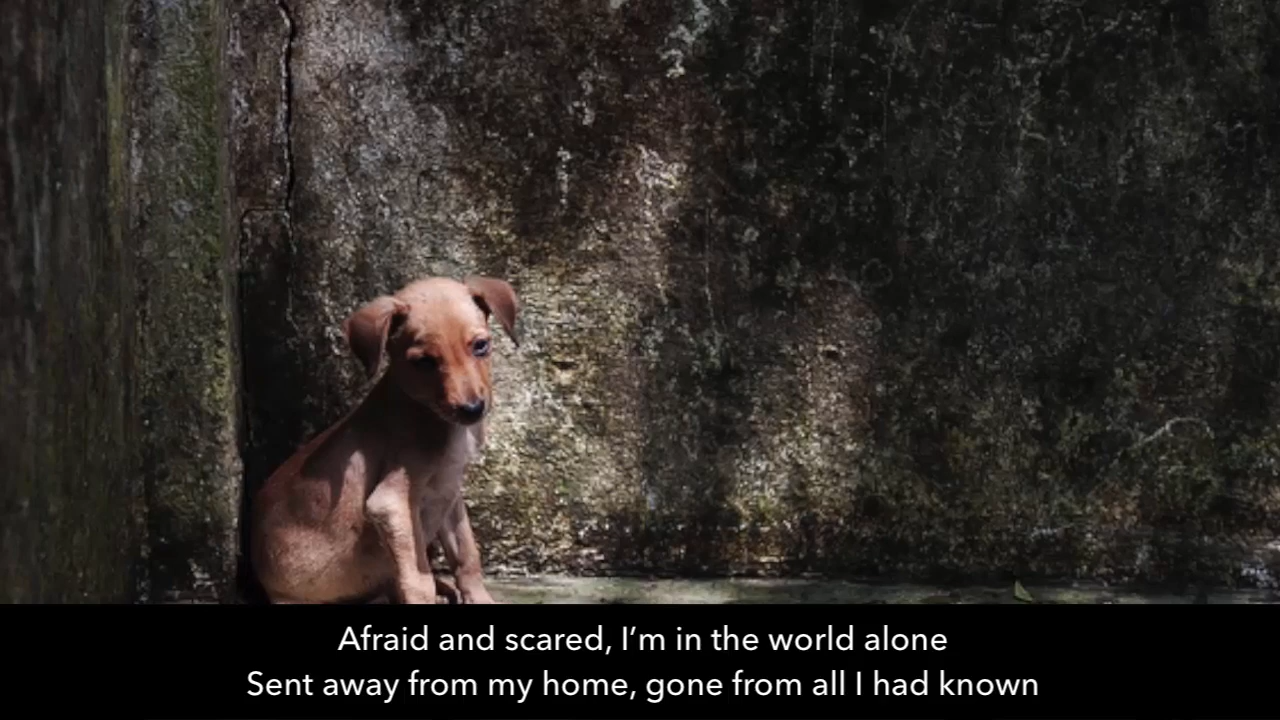 Afraid and scared, I’m in the world alone
Sent away from my home, gone from all I had known